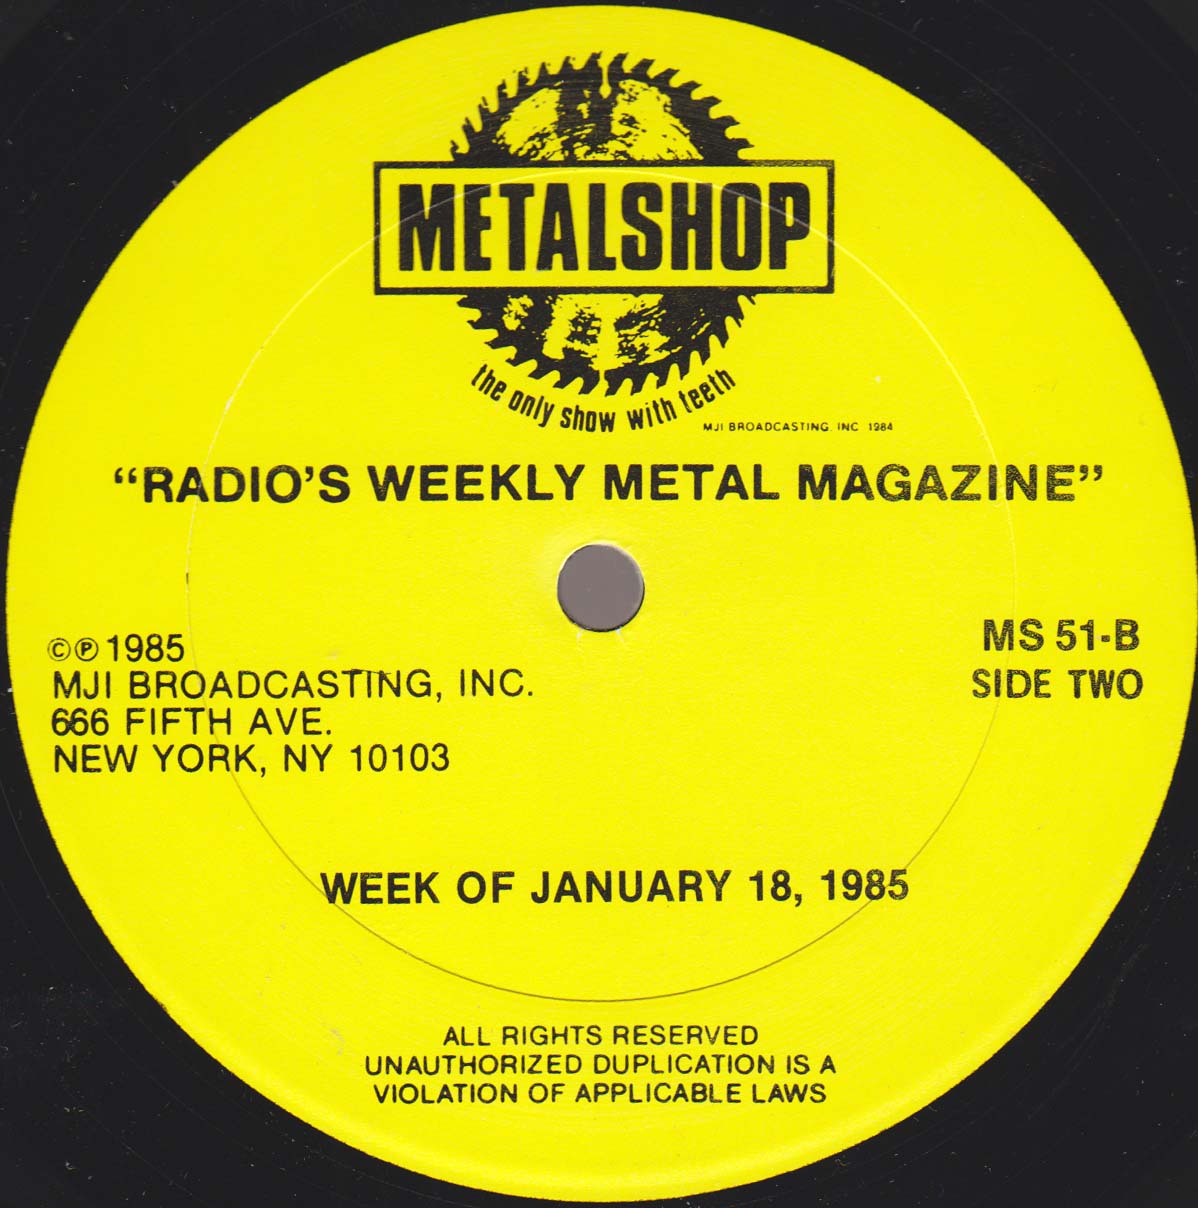 METALSHOP
the only show with teeth
MJI BROADCASTING, INC 1984
“RADIO’S WEEKLY METAL MAGAZINE”
©℗ 1985
MJI BROADCASTING, INC.
666 FIFTH AVE.
NEW YORK, NY 10103
MS 51-B
SIDE TWO
WEEK OF JANUARY 18, 1985
ALL RIGHTS RESERVED
UNAUTHORIZED DUPLICATION IS A
VIOLATION OF APPLICABLE LAWS